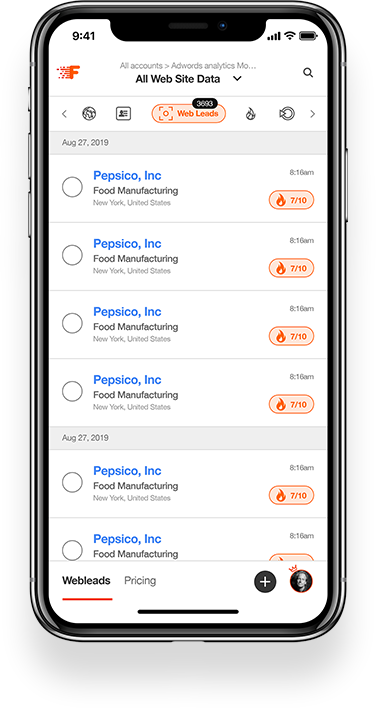 9:41
F
All accounts > Adwords analytics Mo...
All Web Site Data
3693
Web Leads
Aug 27, 2019
Pepsico, Inc
8:16am
Food Manufacturing
7/10
New York, United States
Pepsico, Inc
8:16am
Food Manufacturing
7/10
New York, United States
Pepsico, Inc
8:16am
Food Manufacturing
7/10
New York, United States
Pepsico, Inc
8:16am
Food Manufacturing
7/10
New York, United States
Aug 27, 2019
Pepsico, Inc
8:16am
Food Manufacturing
7/10
New York, United States
Pepsico, Inc
8:16am
Food Manufacturing
Webleads
Pricing